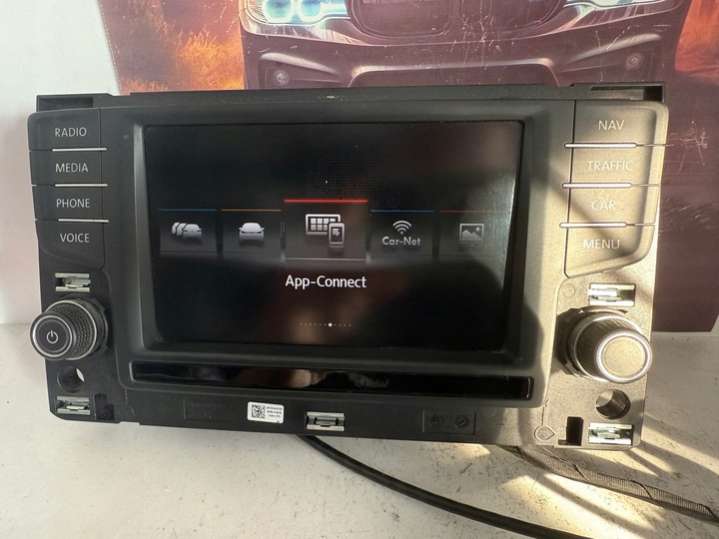 RADIO
MEDIA
PHONE
VOICE
NAV
TRAFFIC
CAR
MENU
Car-Net
App-Connect